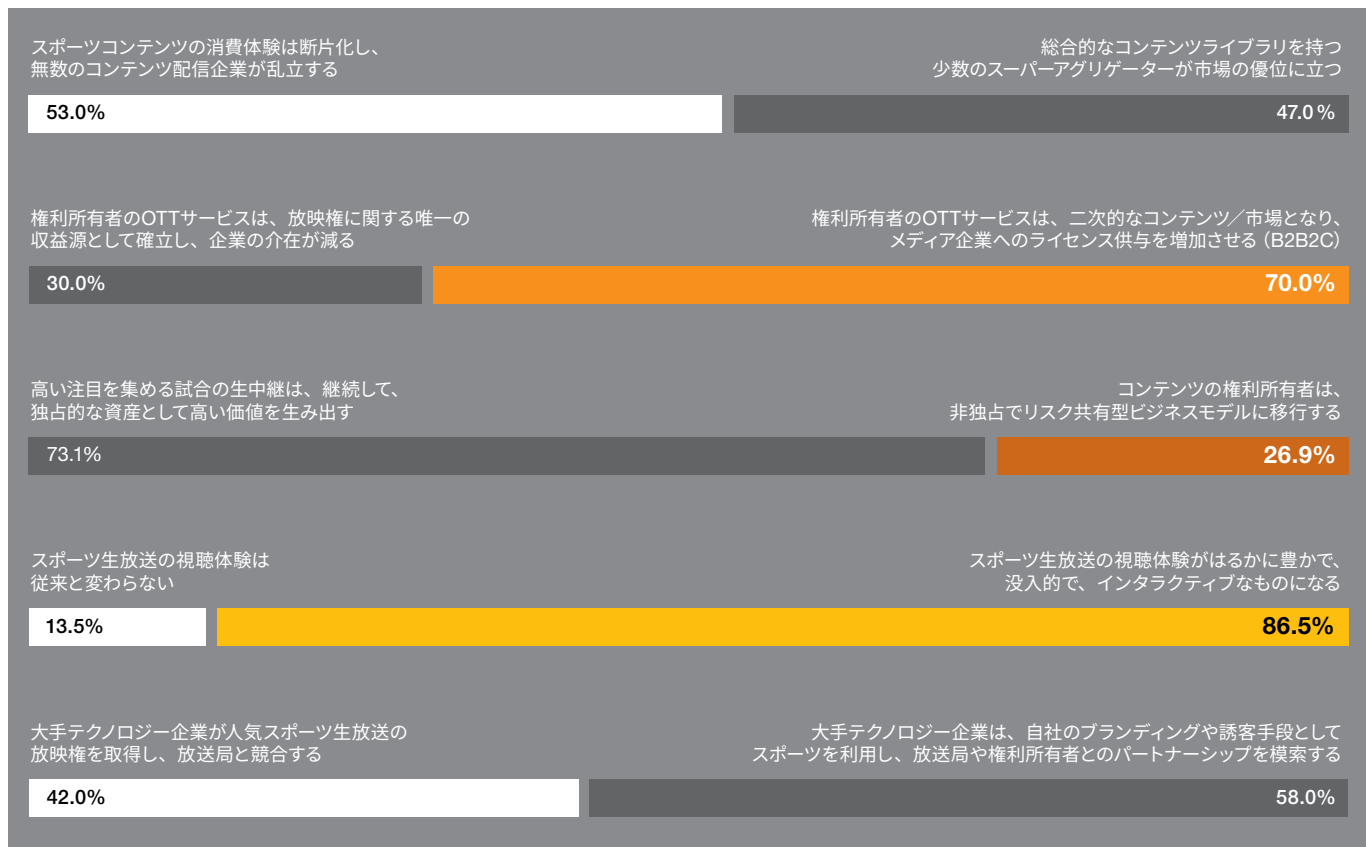 スポーツコンテンツの消費体験は断片化し、
無数のコンテンツ配信企業が乱立する
総合的なコンテンツライブラリを持つ
少数のスーパーアグリゲーターが市場の優位に立つ
53.0%
47.0%
権利所有者のOTTサービスは、放映権に関する唯一の
収益源として確立し、企業の介在が減る
権利所有者のOTTサービスは、二次的なコンテンツ／市場となり、
メディア企業へのライセンス供与を増加させる（B2B2C）
30.0%
70.0%
高い注目を集める試合の生中継は、継続して、
独占的な資産として高い価値を生み出す
コンテンツの権利所有者は、
非独占でリスク共有型ビジネスモデルに移行する
73.1%
26.9%
スポーツ生放送の視聴体験は
従来と変わらない
スポーツ生放送の視聴体験がはるかに豊かで、
没入的で、インタラクティブなものになる
13.5%
86.5%
大手テクノロジー企業が人気スポーツ生放送の
放映権を取得し、放送局と競合する
大手テクノロジー企業は、自社のブランディングや誘客手段として
スポーツを利用し、放送局や権利所有者とのパートナーシップを模索する
42.0%
58.0%